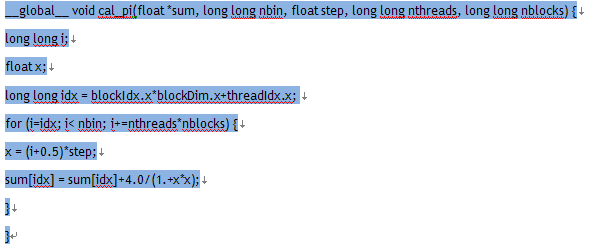 __global__ void cal_pi(float *sum, long long nbin, float step, long long nthreads, long long nblocks) {
long long i;
float x;
long long idx = blockIdx.x*blockDim.x+threadIdx.x;
for (i=idx; i< nbin; i+=nthreads*nblocks) {
x = (i+0.5)*step;
sum[idx] = sum[idx]+4.0/(1.+x*x);
}
}